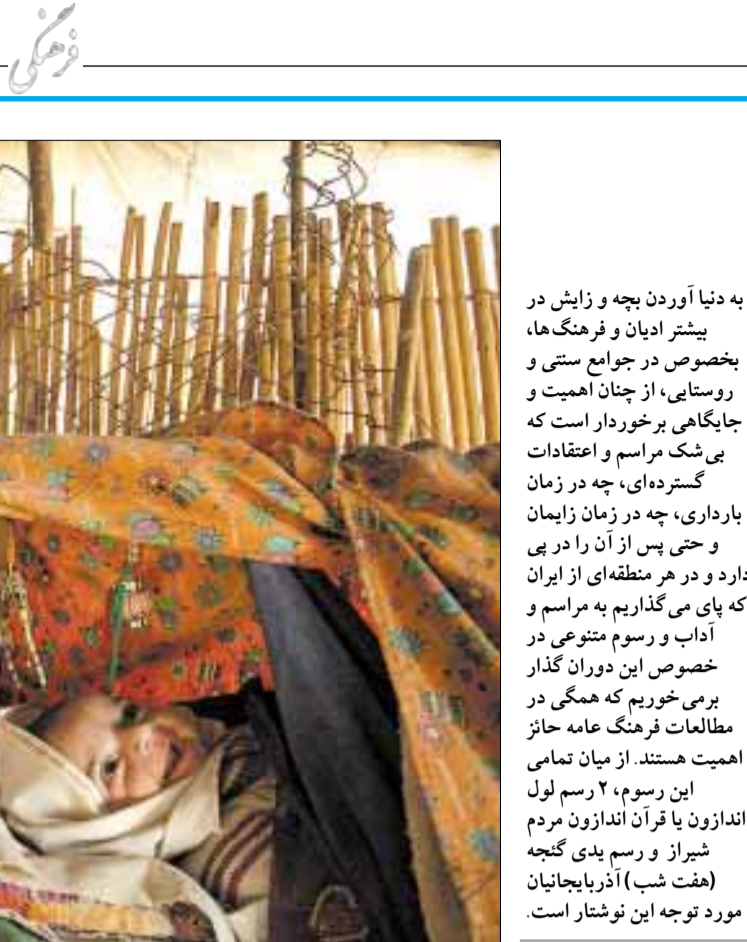 فرهنگی
به دنیا آوردن بچه و زایش در
بیشتر ادیان و فرهنگ‌ها،
بخصوص در جوامع سنتی و
روستایی، از چنان اهمیت و
جایگاهی برخوردار است که
بی‌شک مراسم و اعتقادات
گسترده‌ای، چه در زمان
بارداری، چه در زمان زایمان
و حتی پس از آن را در پی
دارد و در هر منطقه‌ای از ایران
که پای می‌گذاریم به مراسم و
آداب و رسوم متنوعی در
خصوص این دوران گذار
برمی‌خوریم که همگی در
مطالعات فرهنگ عامه حائز
اهمیت هستند. از میان تمامی
این رسوم، ۲ رسم لول
اندازون یا قرآن اندازون مردم
شیراز و رسم یدی گئجه
(هفت شب) آذربایجانیان
مورد توجه این نوشتار است.